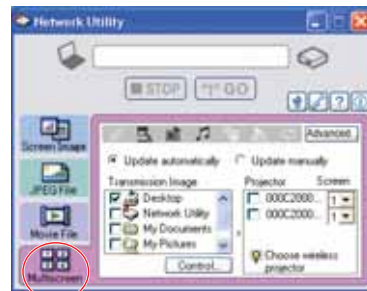 Network Utility
STOP GO
Screen Image
JPEG File
Movie File
Multiscreen
Advanced...
Update automatically Update manually
Transmission Image Projector Screen
Desktop 000C2000... 1
Network Utility 000C2000... 1
My Documents
My Pictures
Control... Choose wireless
projector